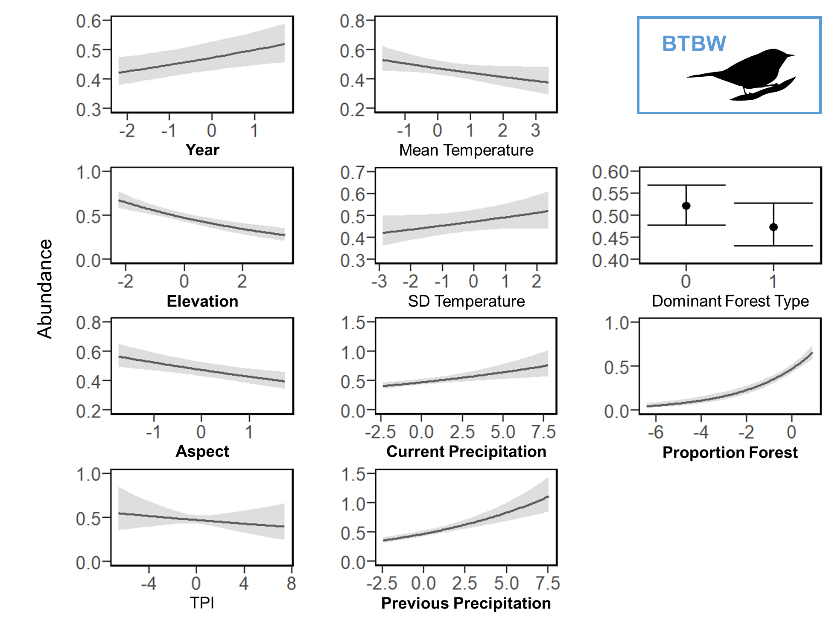 BTBW
Abundance
0.6
0.5
0.4
0.3
-2 -1 0 1
Year
0.8
0.6
0.4
0.2
-1 0 1 2 3
Mean Temperature
1.0
0.5
0.0
-2 0 2
Elevation
0.7
0.6
0.5
0.4
0.3
-3 -2 -1 0 1 2
SD Temperature
0.60
0.55
0.50
0.45
0.40
0 1
Dominant Forest Type
0.8
0.6
0.4
0.2
-1 0 1
Aspect
1.5
1.0
0.5
0.0
-2.5 0.0 2.5 5.0 7.5
Current Precipitation
1.0
0.5
0.0
-6 -4 -2 0
Proportion Forest
1.0
0.5
0.0
-4 0 4 8
TPI
1.5
1.0
0.5
0.0
-2.5 0.0 2.5 5.0 7.5
Previous Precipitation